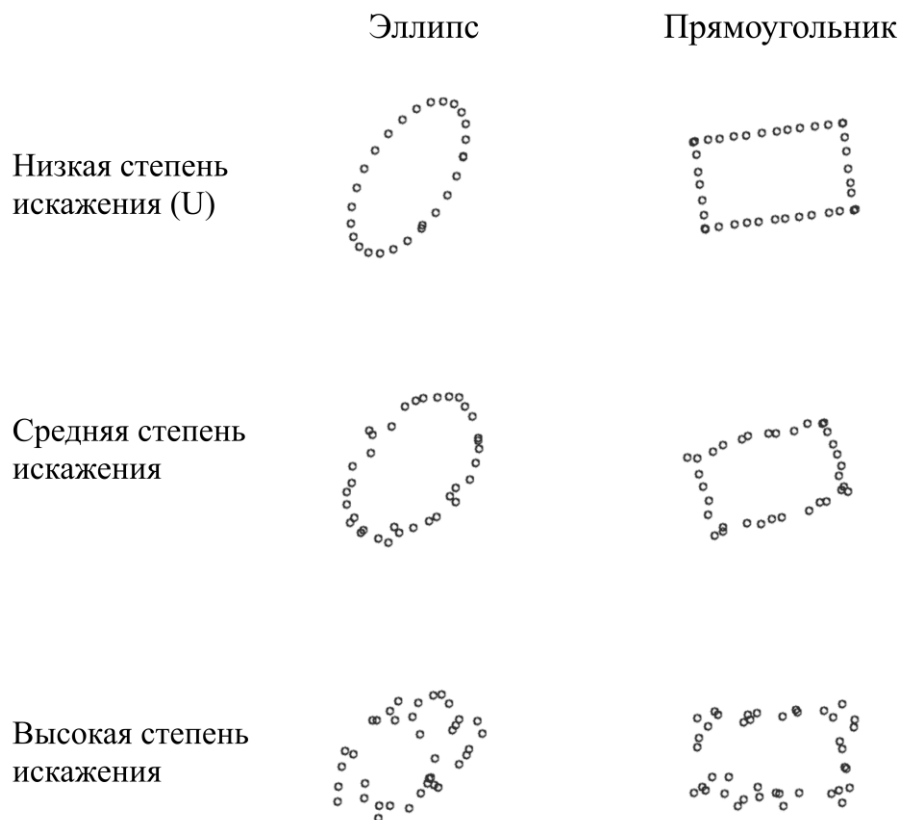 Эллипс Прямоугольник
Низкая степень
искажения (U)
Средняя степень
искажения
Высокая степень
искажения